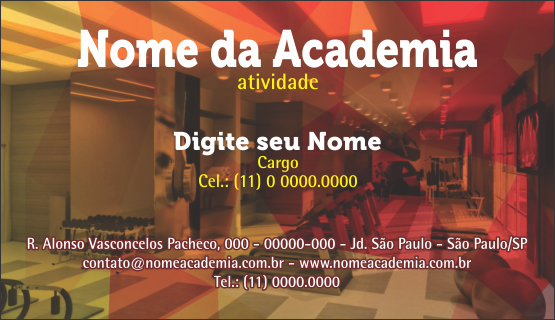 Nome da Academia
atividade
Digite seu Nome
Cargo
Cel.: (11) 0 0000.0000
R. Alonso Vasconcelos Pacheco, 000 - 00000-000 - Jd. São Paulo - São Paulo/SP
contato@nomeacademia.com.br - www.nomeacademia.com.br
Tel.: (11) 0000.0000